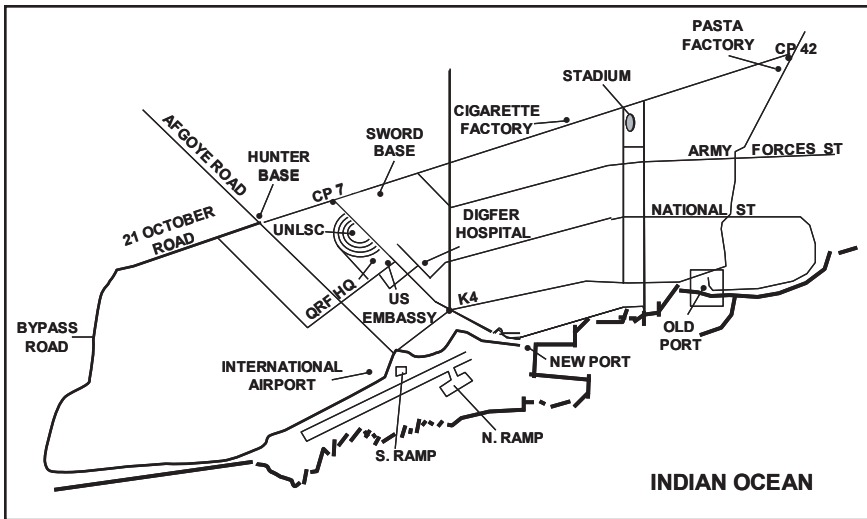 PASTA
FACTORY
CP 42
STADIUM
CIGARETTE
FACTORY
ARMY FORCES ST
AFGOYE ROAD
HUNTER
BASE
SWORD
BASE
CP 7
21 OCTOBER
ROAD
UNLSC
DIGFER
HOSPITAL
NATIONAL ST
QRF HQ
US
EMBASSY
K4
BYPASS
ROAD
INTERNATIONAL
AIRPORT
NEW PORT
OLD
PORT
S. RAMP
N. RAMP
INDIAN OCEAN